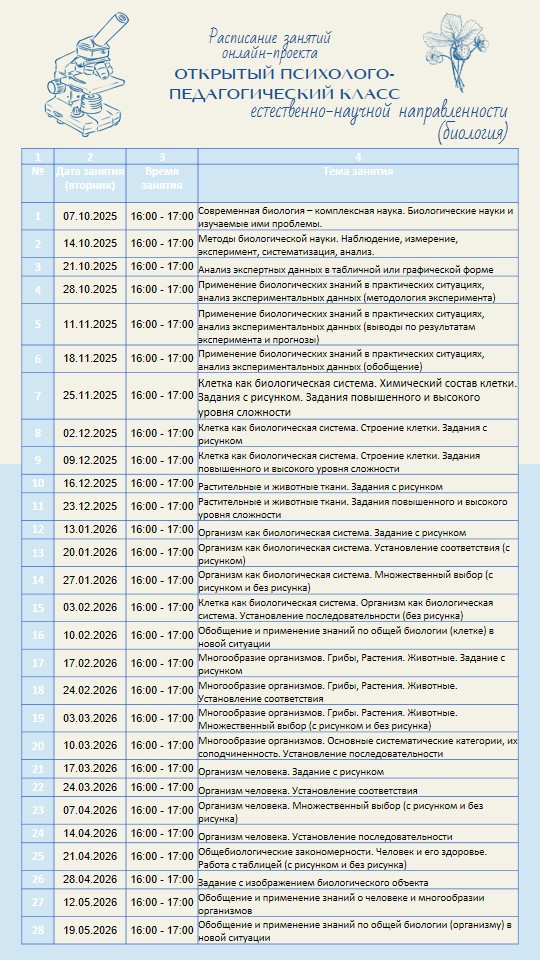 Расписание занятий
онлайн-проекта
ОТКРЫТЫЙ ПСИХОЛОГО-
ПЕДАГОГИЧЕСКИЙ КЛАСС
естественно-научной направленности
(биология)
1 2 3 4
№ Дата занятия Время Тема занятия
(вторник) занятия
1 07.10.2025 16:00 - 17:00 Современная биология – комплексная наука. Биологические науки и
изучаемые ими проблемы.
2 14.10.2025 16:00 - 17:00 Методы биологической науки. Наблюдение, измерение,
эксперимент, систематизация, анализ.
3 21.10.2025 16:00 - 17:00 Анализ экспертных данных в табличной или графической форме
4 28.10.2025 16:00 - 17:00 Применение биологических знаний в практических ситуациях,
анализ экспериментальных данных (методология эксперимента)
5 11.11.2025 16:00 - 17:00 Применение биологических знаний в практических ситуациях,
анализ экспериментальных данных (выводы по результатам
эксперимента и прогнозы)
6 18.11.2025 16:00 - 17:00 Применение биологических знаний в практических ситуациях,
анализ экспериментальных данных (обобщение)
7 25.11.2025 16:00 - 17:00 Клетка как биологическая система. Химический состав клетки.
Задания с рисунком. Задания повышенного и высокого
уровня сложности
8 02.12.2025 16:00 - 17:00 Клетка как биологическая система. Строение клетки. Задания с
рисунком
9 09.12.2025 16:00 - 17:00 Клетка как биологическая система. Строение клетки. Задания
повышенного и высокого уровня сложности
10 16.12.2025 16:00 - 17:00 Растительные и животные ткани. Задания с рисунком
11 23.12.2025 16:00 - 17:00 Растительные и животные ткани. Задания повышенного и высокого
уровня сложности
12 13.01.2026 16:00 - 17:00 Организм как биологическая система. Задание с рисунком
13 20.01.2026 16:00 - 17:00 Организм как биологическая система. Установление соответствия (с
рисунком)
14 27.01.2026 16:00 - 17:00 Организм как биологическая система. Множественный выбор (с
рисунком и без рисунка)
15 03.02.2026 16:00 - 17:00 Клетка как биологическая система. Организм как биологическая
система. Установление последовательности (без рисунка)
16 10.02.2026 16:00 - 17:00 Обобщение и применение знаний по общей биологии (клетке) в
новой ситуации
17 17.02.2026 16:00 - 17:00 Многообразие организмов. Грибы, Растения. Животные. Задание с
рисунком
18 24.02.2026 16:00 - 17:00 Многообразие организмов. Грибы, Растения. Животные.
Установление соответствия
19 03.03.2026 16:00 - 17:00 Многообразие организмов. Грибы. Растения. Животные.
Множественный выбор (с рисунком и без рисунка)
20 10.03.2026 16:00 - 17:00 Многообразие организмов. Основные систематические категории, их
соподчиненность. Установление последовательности
21 17.03.2026 16:00 - 17:00 Организм человека. Задание с рисунком
22 24.03.2026 16:00 - 17:00 Организм человека. Установление соответствия
23 07.04.2026 16:00 - 17:00 Организм человека. Множественный выбор (с рисунком и без
рисунка)
24 14.04.2026 16:00 - 17:00 Организм человека. Установление последовательности
25 21.04.2026 16:00 - 17:00 Общебиологические закономерности. Человек и его здоровье.
Работа с таблицей (с рисунком и без рисунка)
26 28.04.2026 16:00 - 17:00 Задание с изображением биологического объекта
27 12.05.2026 16:00 - 17:00 Обобщение и применение знаний о человеке и многообразии
организмов
28 19.05.2026 16:00 - 17:00 Обобщение и применение знаний по общей биологии (организму) в
новой ситуации